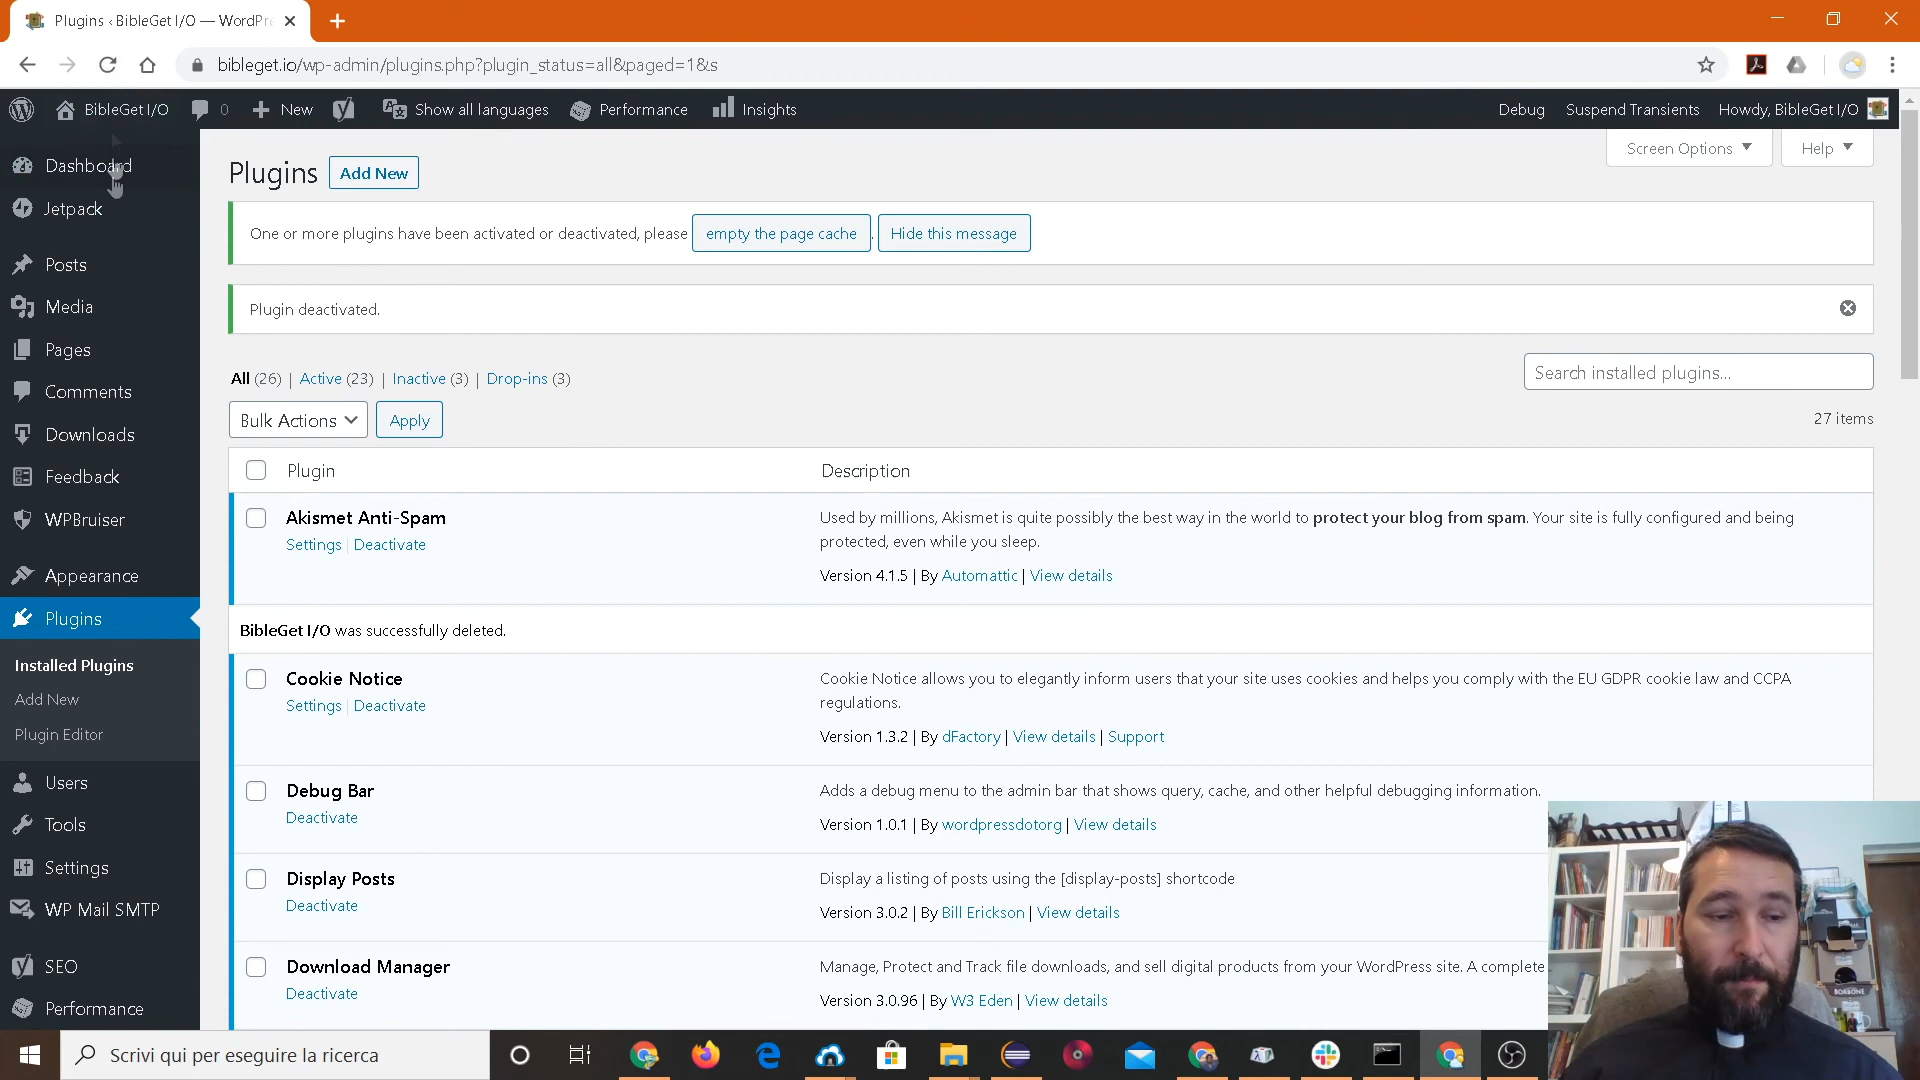 Plugins ‹ BibleGet I/O — WordPre
bibleget.io/wp-admin/plugins.php?plugin_status=all&paged=1&s
BibleGet I/O 0 New Show all languages Performance Insights Debug Suspend Transients Howdy, BibleGet I/O
Screen Options Help
Dashboard
Jetpack
Posts
Media
Pages
Comments
Downloads
Feedback
WPBruiser
Appearance
Plugins
Installed Plugins
Add New
Plugin Editor
Users
Tools
Settings
WP Mail SMTP
SEO
Performance
Plugins Add New
One or more plugins have been activated or deactivated, please empty the page cache . Hide this message
Plugin deactivated.
All (26) | Active (23) | Inactive (3) | Drop-ins (3)
Search installed plugins...
Bulk Actions Apply
27 items
Plugin Description
Akismet Anti-Spam
Settings | Deactivate
Used by millions, Akismet is quite possibly the best way in the world to protect your blog from spam. Your site is fully configured and being
protected, even while you sleep.
Version 4.1.5 | By Automattic | View details
BibleGet I/O was successfully deleted.
Cookie Notice
Settings | Deactivate
Cookie Notice allows you to elegantly inform users that your site uses cookies and helps you comply with the EU GDPR cookie law and CCPA
regulations.
Version 1.3.2 | By dFactory | View details | Support
Debug Bar
Deactivate
Adds a debug menu to the admin bar that shows query, cache, and other helpful debugging information.
Version 1.0.1 | By wordpressdotorg | View details
Display Posts
Deactivate
Display a listing of posts using the [display-posts] shortcode
Version 3.0.2 | By Bill Erickson | View details
Download Manager
Deactivate
Manage, Protect and Track file downloads, and sell digital products from your WordPress site. A complete
Version 3.0.96 | By W3 Eden | View details
BORBONE
Scrivi qui per eseguire la ricerca